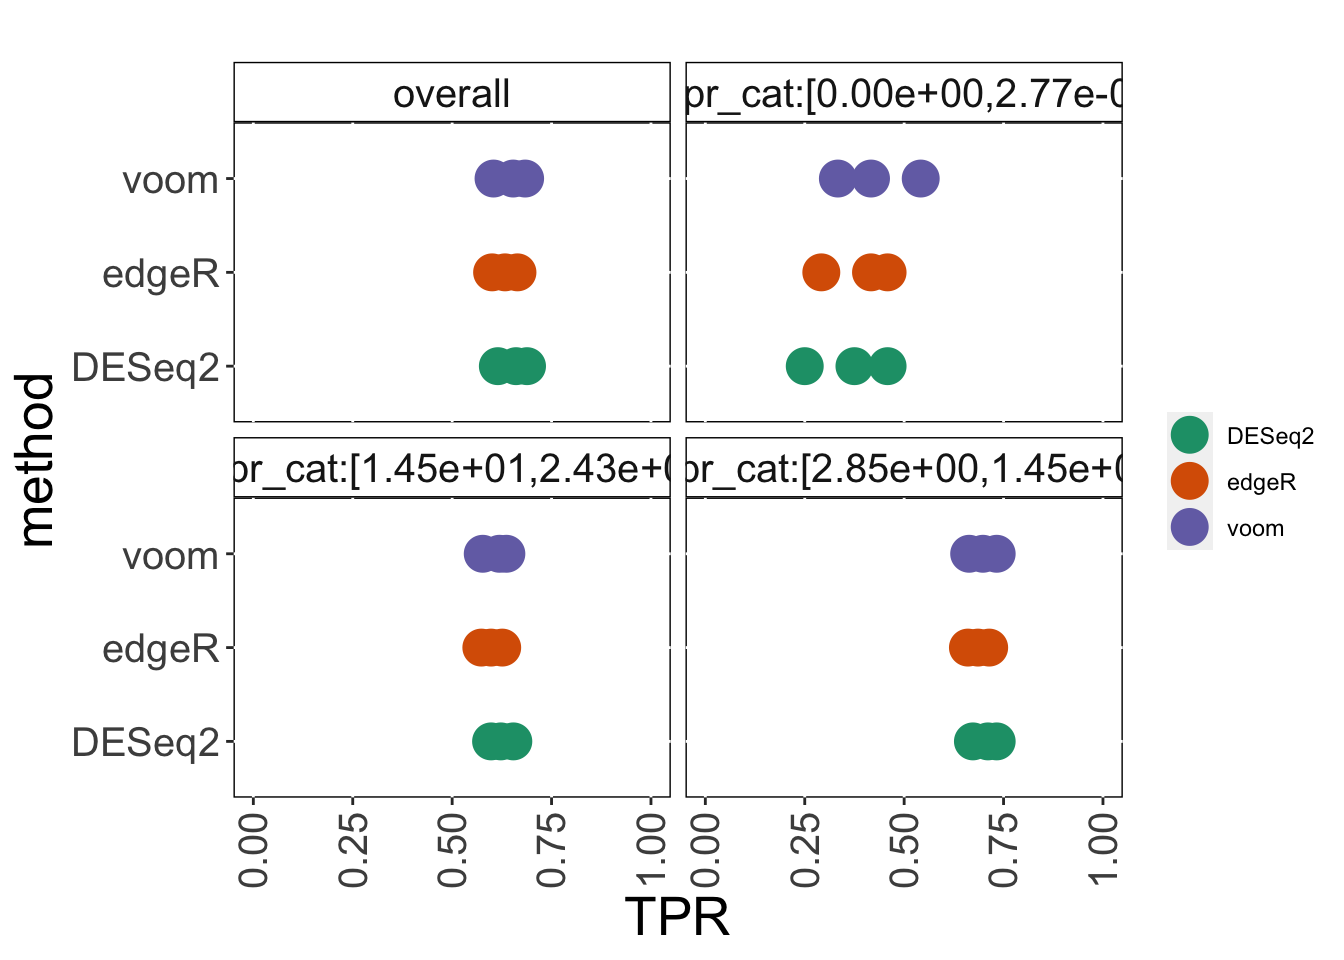 overall
pr_cat:[0.00e+00,2.77e-0
voom
edgeR
DESeq2
pr_cat:[1.45e+01,2.43e+0
pr_cat:[2.85e+00,1.45e+0
voom
edgeR
DESeq2
0.00
0.25
0.50
0.75
1.00
0.00
0.25
0.50
0.75
1.00
TPR
method
DESeq2
edgeR
voom